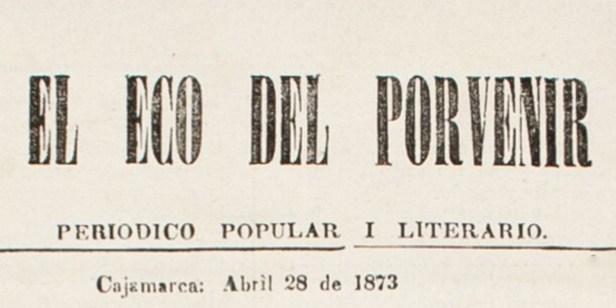 EL ECO DEL PORVENIR
PERIODICO POPULAR I LITERARIO.
Cajamarca: Abril 28 de 1873